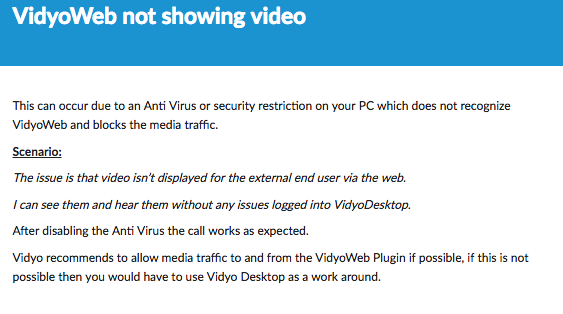 VidyoWeb not showing video
This can occur due to an Anti Virus or security restriction on your PC which does not recognize
VidyoWeb and blocks the media traffic.
Scenario:
The issue is that video isn't displayed for the external end user via the web.
I can see them and hear them without any issues logged into VidyoDesktop.
After disabling the Anti Virus the call works as expected.
Vidyo recommends to allow media traffic to and from the VidyoWeb Plugin if possible, if this is not
possible then you would have to use Vidyo Desktop as a work around.